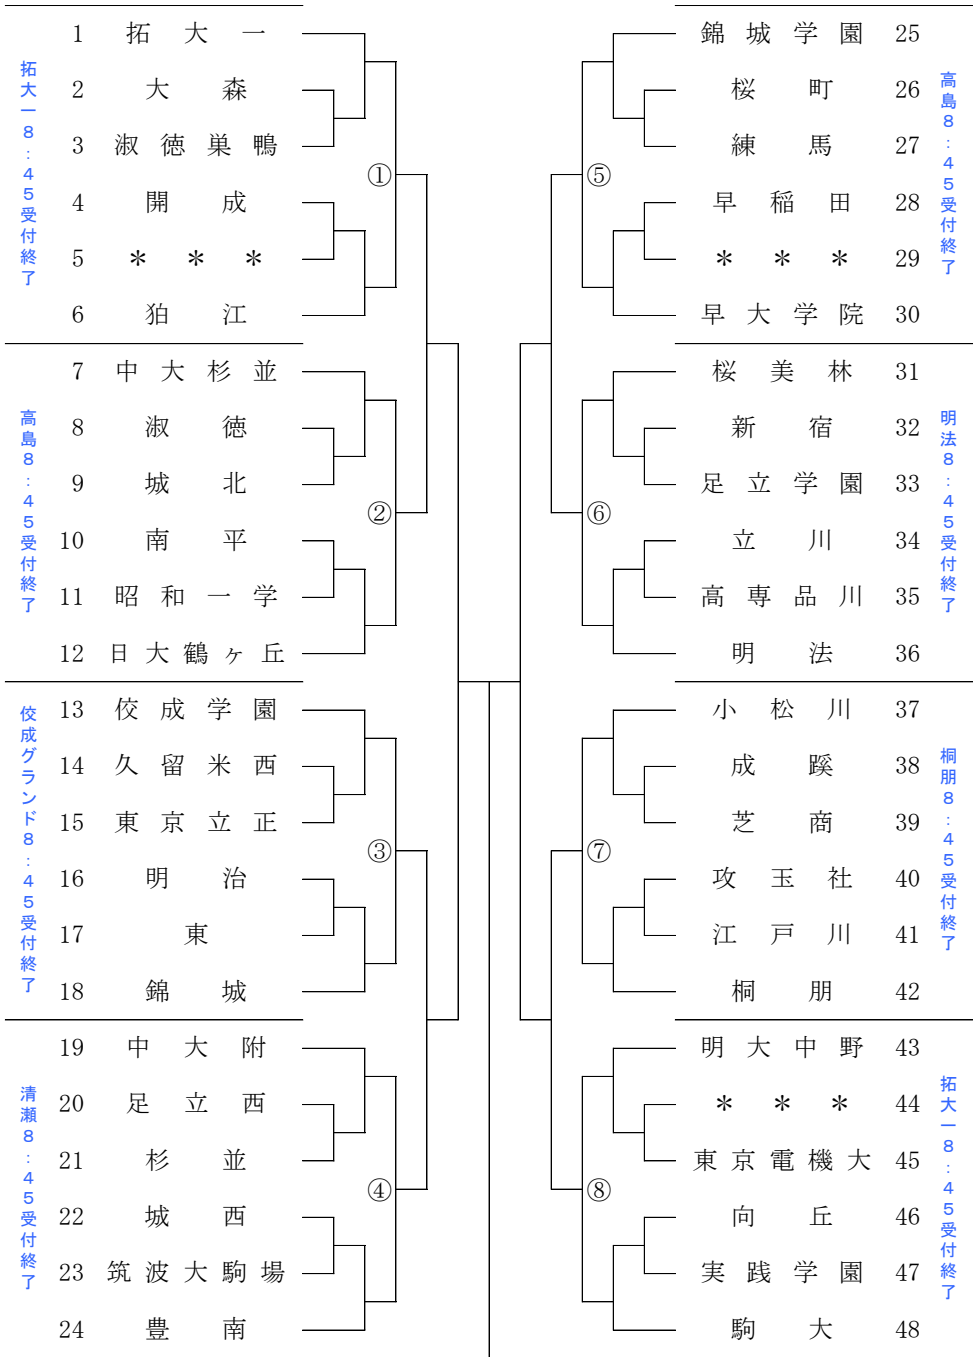 拓大一8:45受付終了
1 拓大一
2 大森
3 淑徳巣鴨
4 開成
5 ＊＊＊
6 狛江
①
高島8:45受付終了
7 中大杉並
8 淑徳
9 城北
10 南平
11 昭和一学
12 日大鶴ヶ丘
②
佼成グランド8:45受付終了
13 佼成学園
14 久留米西
15 東京立正
16 明治
17 東
18 錦城
③
清瀬8:45受付終了
19 中大附
20 足立西
21 杉並
22 城西
23 筑波大駒場
24 豊南
④
錦城学園 25
桜町 26
練馬 27
早稲田 28
＊＊＊ 29
早大学院 30
⑤
高島8:45受付終了
桜美林 31
新宿 32
足立学園 33
立川 34
高専品川 35
明法 36
⑥
明法8:45受付終了
小松川 37
成蹊 38
芝商 39
攻玉社 40
江戸川 41
桐朋 42
⑦
桐朋8:45受付終了
明大中野 43
＊＊＊ 44
東京電機大 45
向丘 46
実践学園 47
駒大 48
⑧
拓大一8:45受付終了